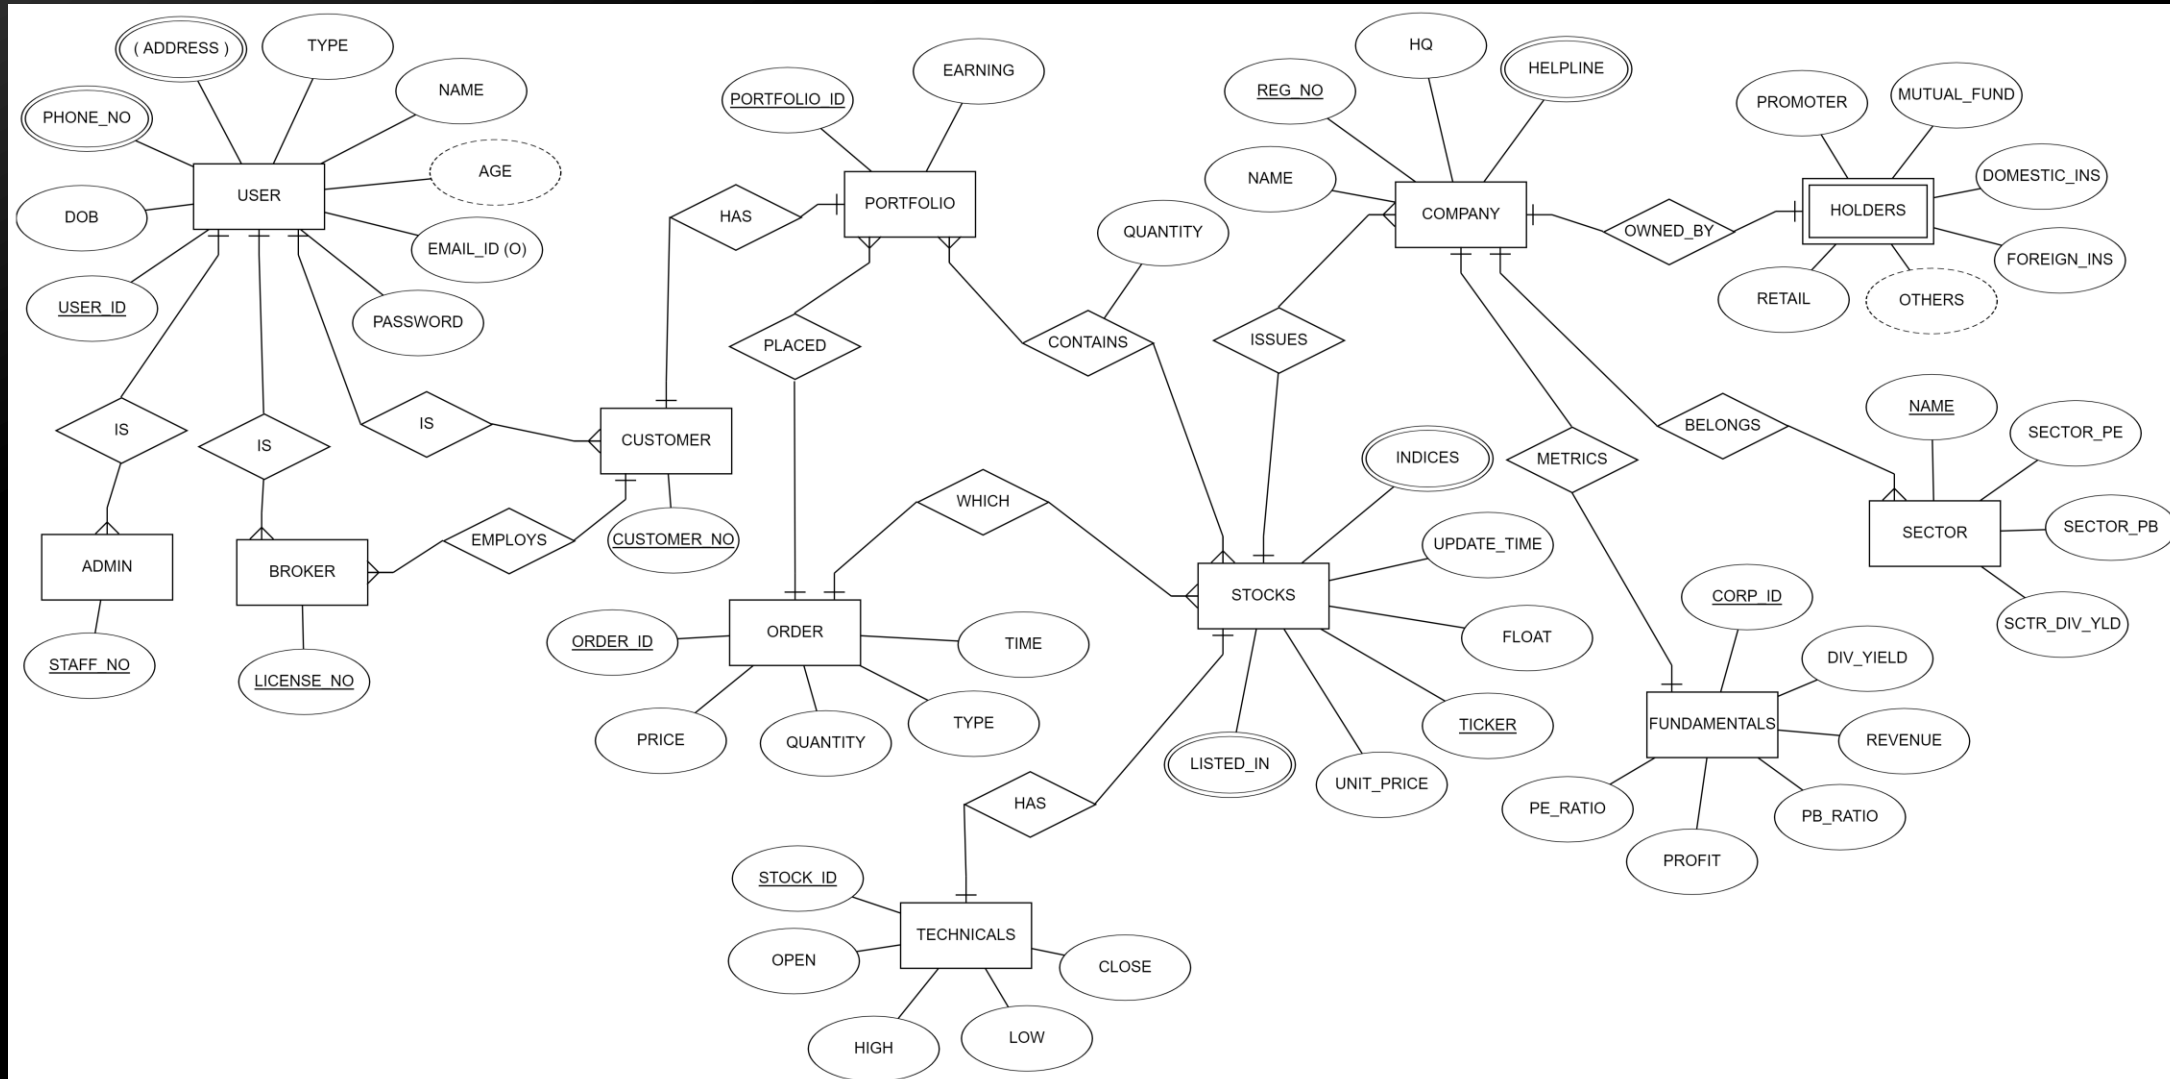 ( ADDRESS )
TYPE
PHONE_NO
NAME
USER
AGE
DOB
EMAIL_ID (O)
USER_ID
PASSWORD
IS
IS
IS
ADMIN
STAFF_NO
BROKER
LICENSE_NO
EMPLOYS
CUSTOMER
CUSTOMER_NO
HAS
PORTFOLIO_ID
EARNING
PORTFOLIO
PLACED
CONTAINS
QUANTITY
WHICH
ORDER
ORDER_ID
TIME
PRICE
QUANTITY
TYPE
REG_NO
HQ
HELPLINE
NAME
COMPANY
ISSUES
OWNED_BY
PROMOTER
MUTUAL_FUND
HOLDERS
DOMESTIC_INS
FOREIGN_INS
RETAIL
OTHERS
METRICS
BELONGS
NAME
SECTOR_PE
SECTOR
SECTOR_PB
SCTR_DIV_YLD
INDICES
UPDATE_TIME
STOCKS
FLOAT
TICKER
LISTED_IN
UNIT_PRICE
CORP_ID
DIV_YIELD
FUNDAMENTALS
REVENUE
PE_RATIO
PROFIT
PB_RATIO
HAS
STOCK_ID
TECHNICALS
OPEN
CLOSE
HIGH
LOW